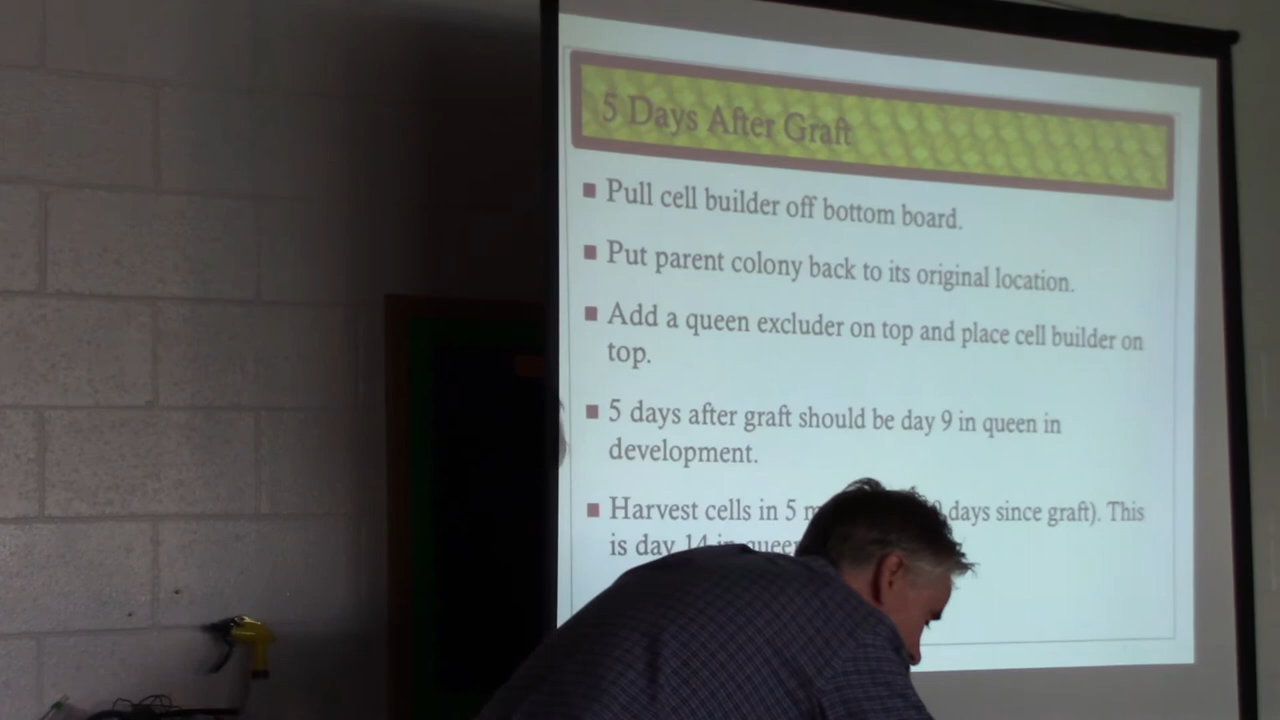 5 Days After Graft
Pull cell builder off bottom board.
Put parent colony back to its original location.
Add a queen excluder on top and place cell builder on
top.
5 days after graft should be day 9 in queen in
development.
Harvest cells in 5 days since graft). This
is day 14 in